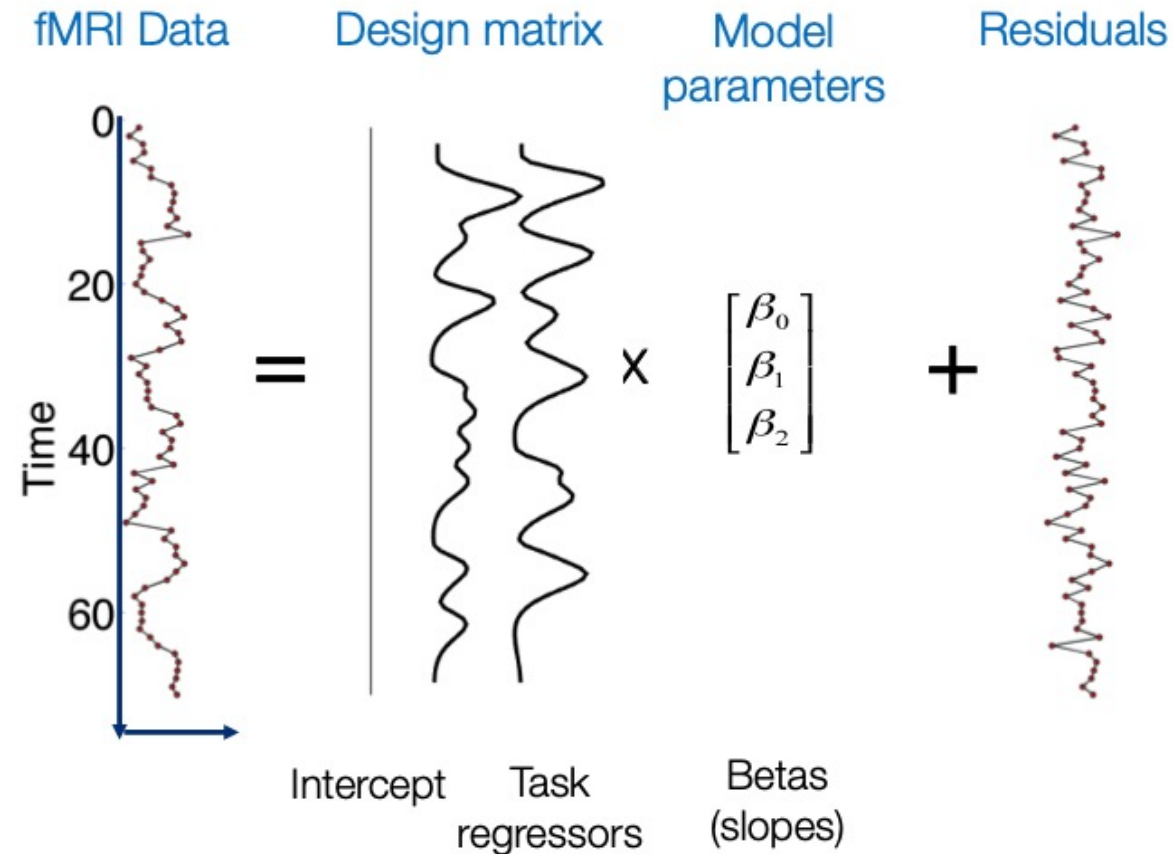 fMRI Data
Design matrix
Model
parameters
Residuals
0
20
40
60
Time
=
x
β₀
β₁
β₂
+
Intercept
Task
regressors
Betas
(slopes)